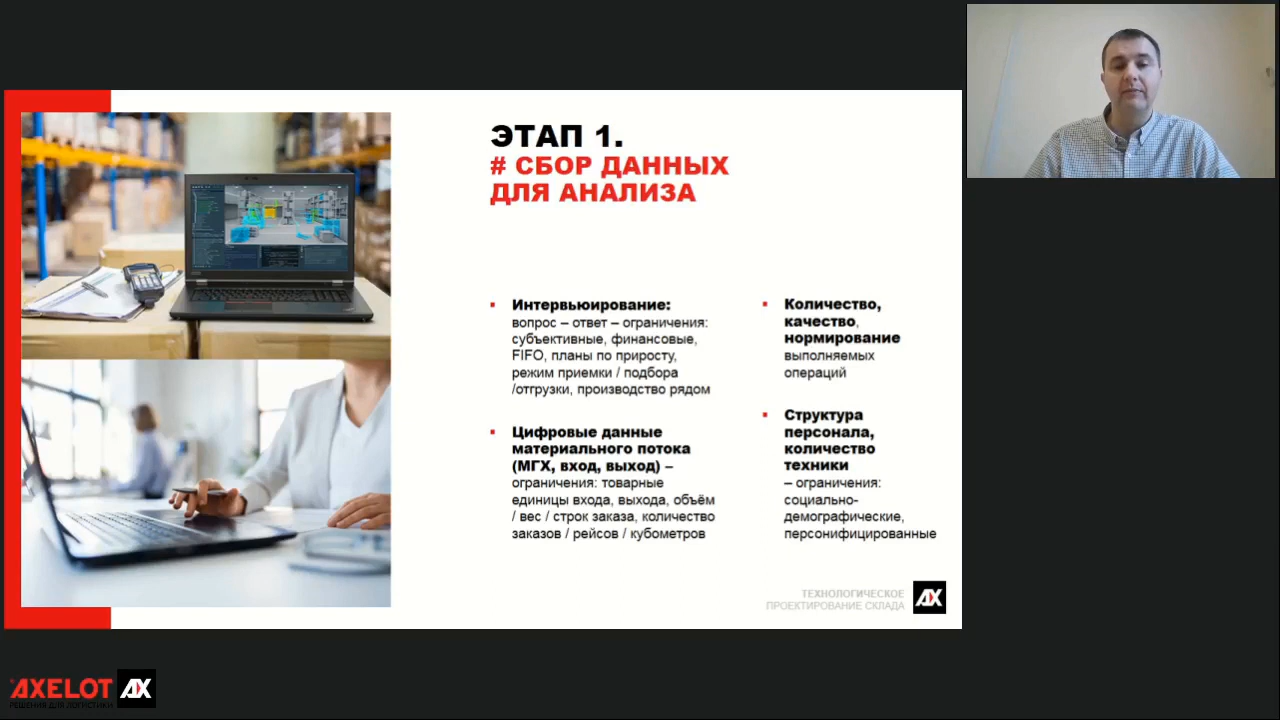 ЭТАП 1.
# СБОР ДАННЫХ
ДЛЯ АНАЛИЗА
Интервьюирование:
вопрос – ответ – ограничения:
субъективные, финансовые,
FIFO, планы по приросту,
режим приемки / подбора
/отгрузки, производство рядом
Цифровые данные
материального потока
(МГХ, вход, выход) –
ограничения: товарные
единицы входа, выхода, объём
/ вес / строк заказа, количество
заказов / рейсов / кубометров
Количество,
качество,
нормирование
выполняемых
операций
Структура
персонала,
количество
техники
– ограничения:
социально-
демографические,
персонифицированные
ТЕХНОЛОГИЧЕСКОЕ
ПРОЕКТИРОВАНИЕ СКЛАДА
AX
AXELOT AX
РЕШЕНИЯ ДЛЯ ЛОГИСТИКИ